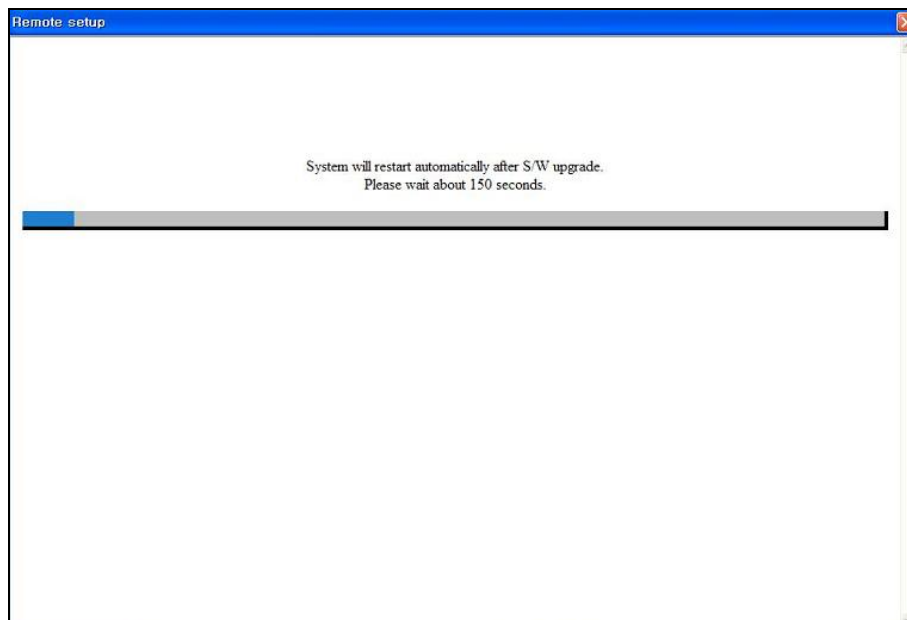 Remote setup
System will restart automatically after S/W upgrade.
Please wait about 150 seconds.